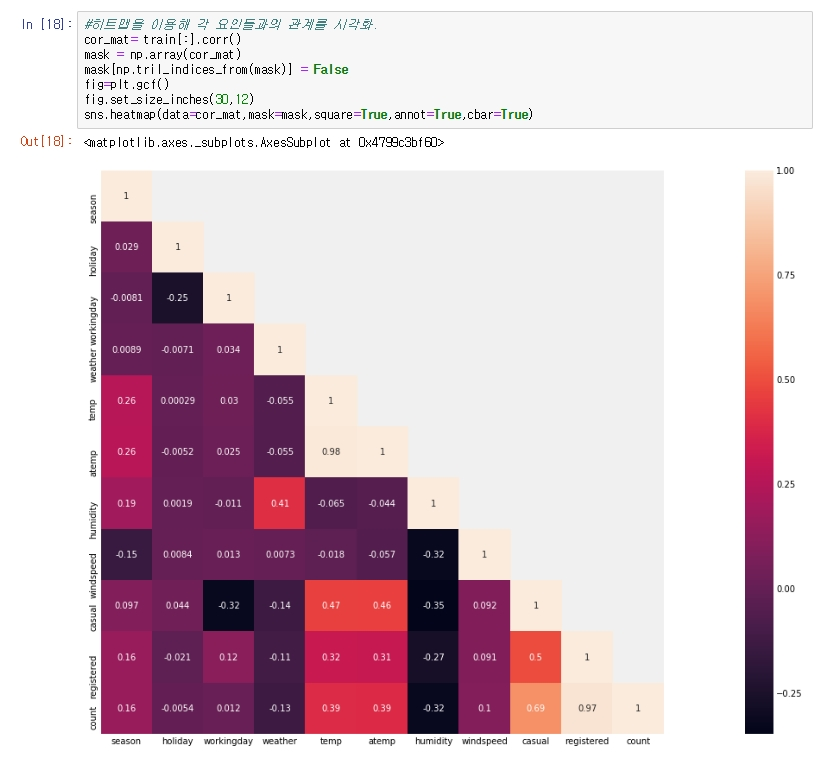 In [18]: #히트맵을 이용해 각 요인들과의 관계를 시각화.
cor_mat= train[:].corr()
mask = np.array(cor_mat)
mask[np.tril_indices_from(mask)] = False
fig=plt.gcf()
fig.set_size_inches(30,12)
sns.heatmap(data=cor_mat,mask=mask,square=True,annot=True,cbar=True)
Out[18]: <matplotlib.axes._subplots.AxesSubplot at 0x4799c3bf60>
season 1
holiday 0.029 1
workingday -0.0081 -0.25 1
weather 0.0089 -0.0071 0.034 1
temp 0.26 0.00029 0.03 -0.055 1
atemp 0.26 -0.0052 0.025 -0.055 0.98 1
humidity 0.19 0.0019 -0.011 0.41 -0.065 -0.044 1
windspeed -0.15 0.0084 0.013 0.0073 -0.018 -0.057 -0.32 1
casual 0.097 0.044 -0.32 -0.14 0.47 0.46 -0.35 0.092 1
registered 0.16 -0.021 0.12 -0.11 0.32 0.31 -0.27 0.091 0.5 1
count 0.16 -0.0054 0.012 -0.13 0.39 0.39 -0.32 0.1 0.69 0.97 1
season holiday workingday weather temp atemp humidity windspeed casual registered count
1.00
0.75
0.50
0.25
0.00
−0.25